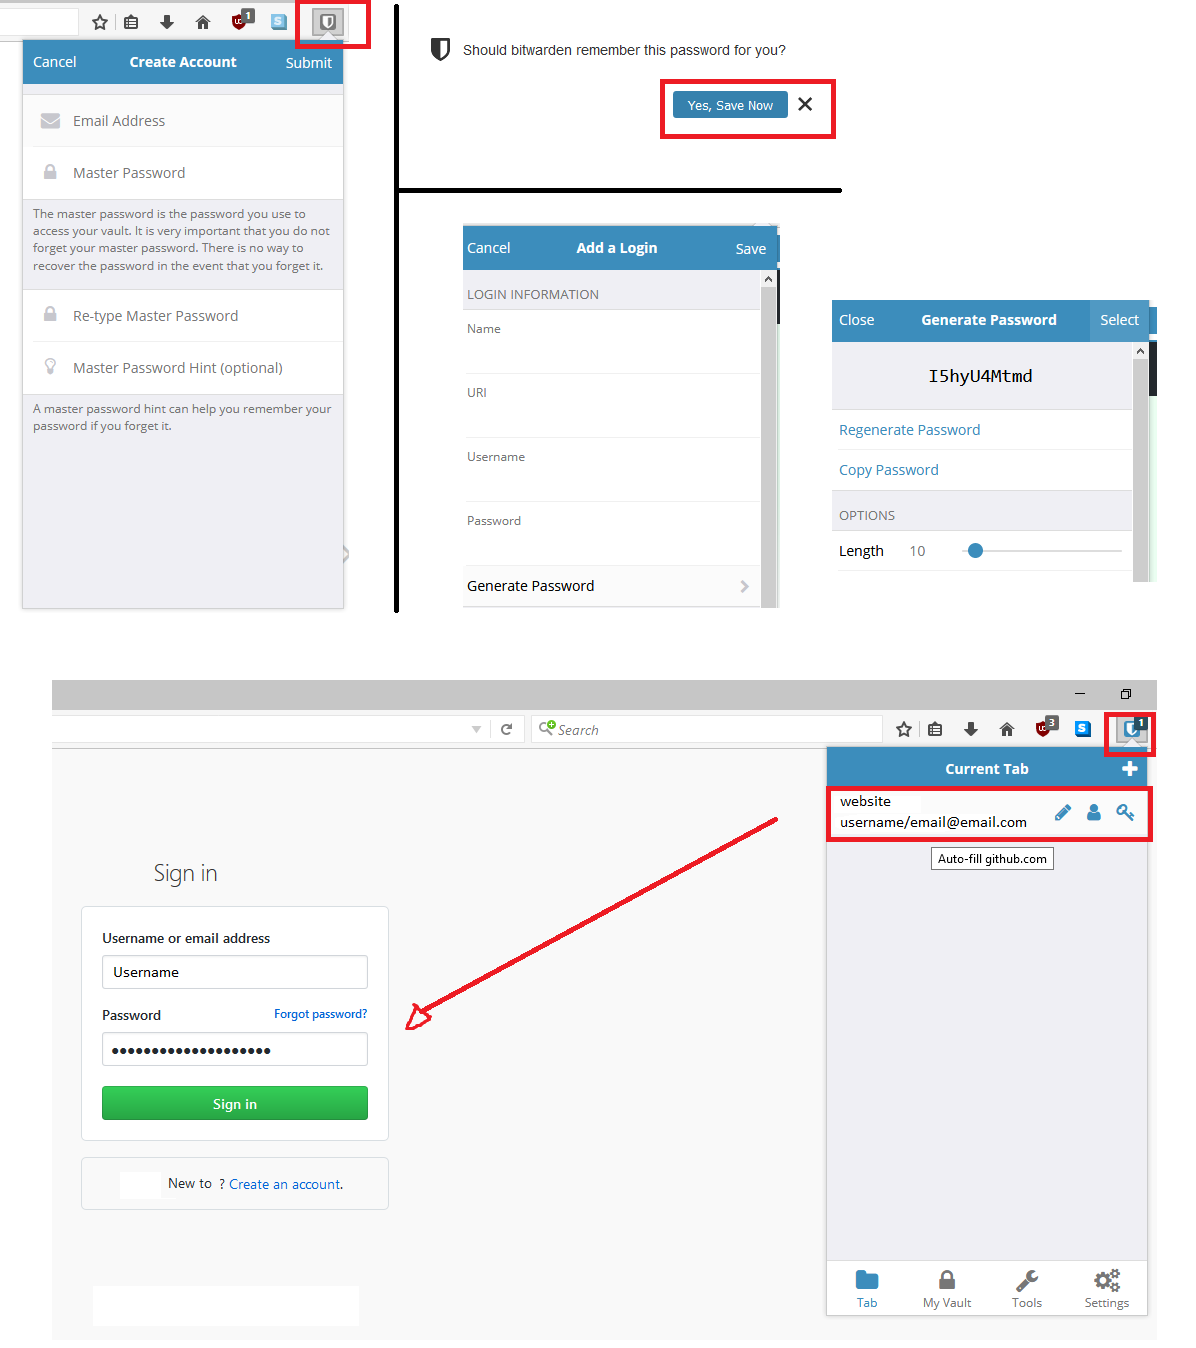 1
Cancel Create Account Submit
Email Address
Master Password
The master password is the password you use to
access your vault. It is very important that you do not
forget your master password. There is no way to
recover the password in the event that you forget it.
Re-type Master Password
Master Password Hint (optional)
A master password hint can help you remember your
password if you forget it.
Should bitwarden remember this password for you?
Yes, Save Now
Cancel Add a Login Save
LOGIN INFORMATION
Name
URI
Username
Password
Generate Password
Close Generate Password Select
I5hyU4Mtmd
Regenerate Password
Copy Password
OPTIONS
Length 10
Search
3 S 1
Current Tab
website
username/email@email.com
Auto-fill github.com
Sign in
Username or email address
Username
Password Forgot password?
Sign in
New to ? Create an account.
Tab My Vault Tools Settings